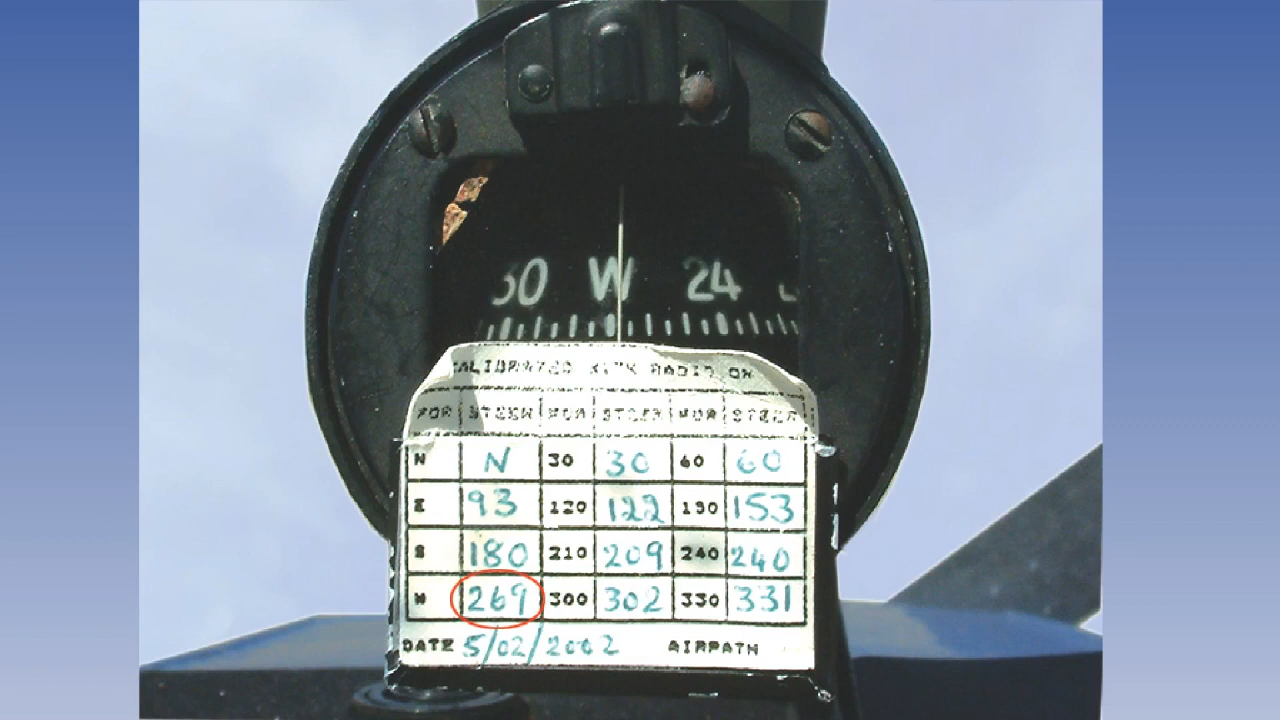 30 W 24
CALIBRATED WITH RADIO ON
FOR STEER FOR STEER FOR STEER
N N 30 30 60 60
E 93 120 122 150 153
S 180 210 209 240 240
W 269 300 302 330 331
DATE 5/02/2002 AIRPATH